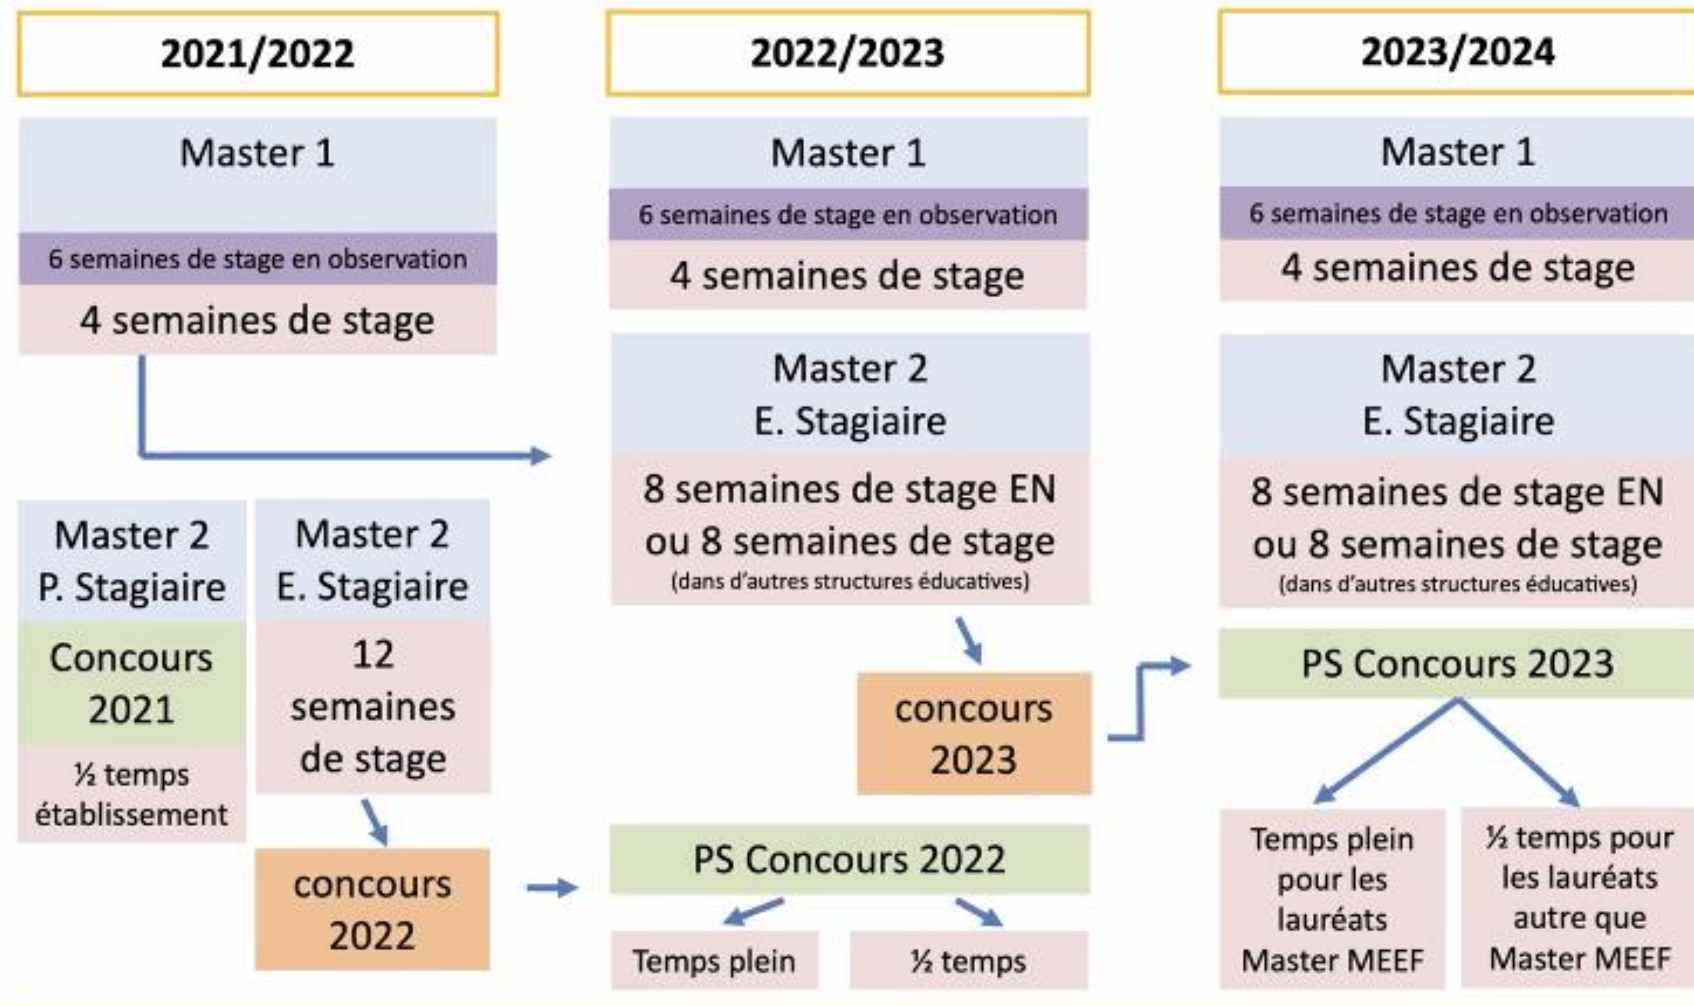 2021/2022
Master 1
6 semaines de stage en observation
4 semaines de stage
Master 2
P. Stagiaire
Concours
2021
½ temps
établissement
Master 2
E. Stagiaire
12
semaines
de stage
concours
2022
2022/2023
Master 1
6 semaines de stage en observation
4 semaines de stage
Master 2
E. Stagiaire
8 semaines de stage EN
ou 8 semaines de stage
(dans d'autres structures éducatives)
concours
2023
PS Concours 2022
Temps plein
½ temps
2023/2024
Master 1
6 semaines de stage en observation
4 semaines de stage
Master 2
E. Stagiaire
8 semaines de stage EN
ou 8 semaines de stage
(dans d'autres structures éducatives)
PS Concours 2023
Temps plein
pour les
lauréats
Master MEEF
½ temps pour
les lauréats
autre que
Master MEEF